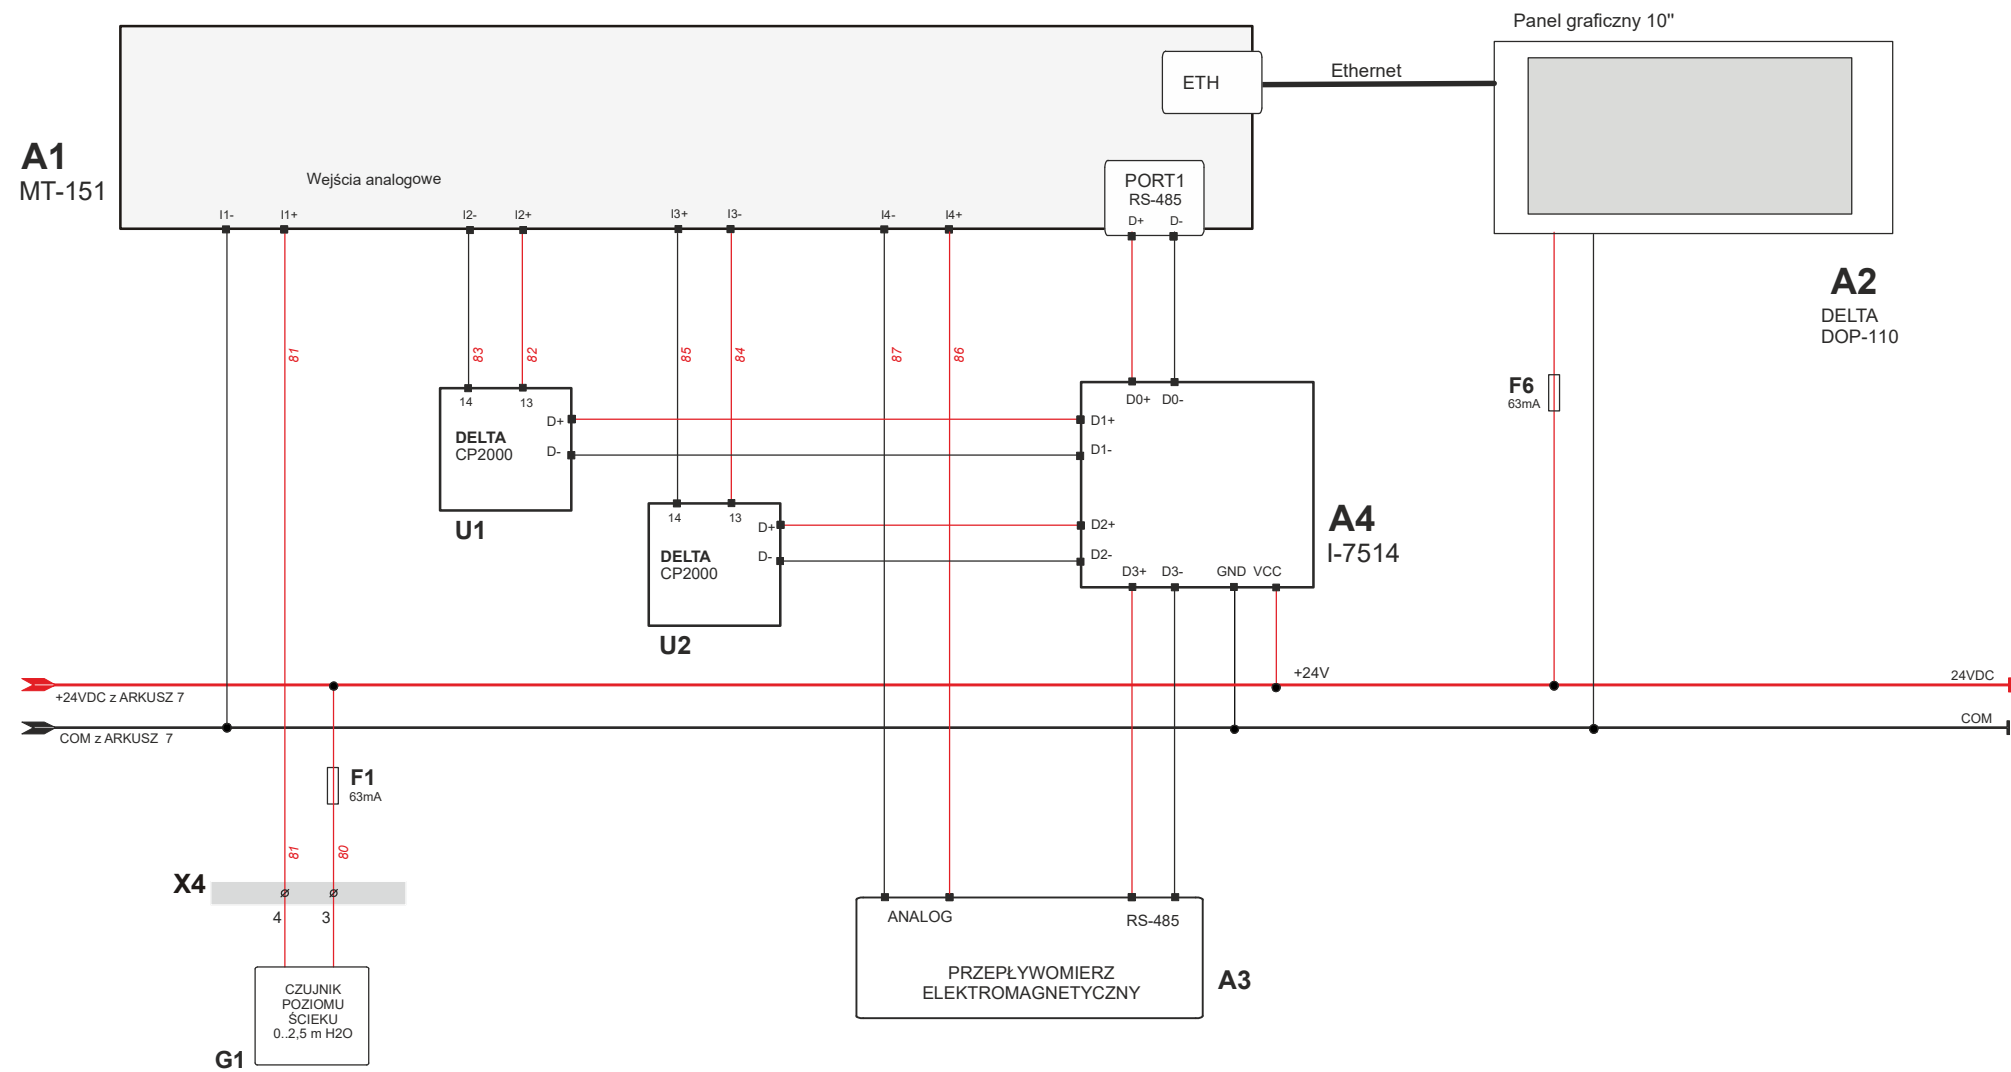 Panel graficzny 10"
ETH
Ethernet
A1
MT-151
Wejścia analogowe
PORT1
RS-485
D+ D-
I1- I1+ I2- I2+ I3+ I3- I4- I4+
A2
DELTA
DOP-110
81 83 82 85 84 87 86
F6
63mA
14 13
D+
D-
DELTA
CP2000
U1
D0+ D0-
D1+
D1-
D2+
D2-
D3+ D3- GND VCC
A4
I-7514
14 13
D+
D-
DELTA
CP2000
U2
+24V
24VDC
+24VDC z ARKUSZ 7
COM
COM z ARKUSZ 7
F1
63mA
81 80
X4
4 3
ANALOG
RS-485
PRZEPŁYWOMIERZ
ELEKTROMAGNETYCZNY
A3
CZUJNIK
POZIOMU
ŚCIEKU
0..2,5 m H2O
G1